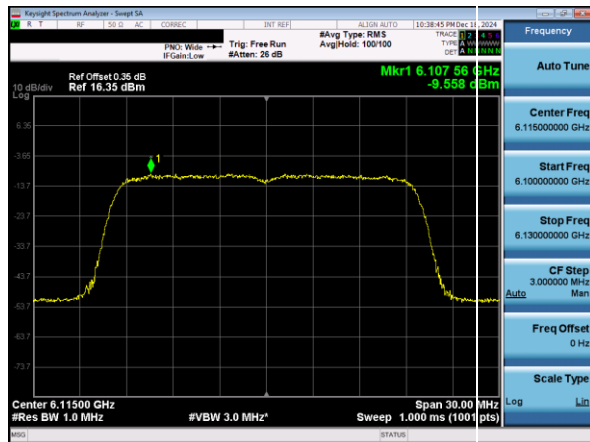 Keysight Spectrum Analyzer - Swept SA
R T RF 50 Ω AC CORREC INT REF ALIGN AUTO 10:38:45 PM Dec 18, 2024
Frequency
PNO: Wide Trig: Free Run #Avg Type: RMS TRACE 1 2 4 5 6
IFGain:Low #Atten: 26 dB Avg|Hold: 100/100 TYPE A
DET A N N N N
Auto Tune
Mkr1 6.107 56 GHz
-9.558 dBm
Ref Offset 0.35 dB
10 dB/div Ref 16.35 dBm
Log
Center Freq
6.115000000 GHz
6.35
1
-3.65
Start Freq
6.100000000 GHz
-13.7
-23.7
Stop Freq
6.130000000 GHz
-33.7
-43.7
CF Step
3.000000 MHz
Auto Man
-53.7
-63.7
Freq Offset
0 Hz
-73.7
Scale Type
Log Lin
Center 6.11500 GHz Span 30.00 MHz
#Res BW 1.0 MHz #VBW 3.0 MHz* Sweep 1.000 ms (1001 pts)
MSG STATUS